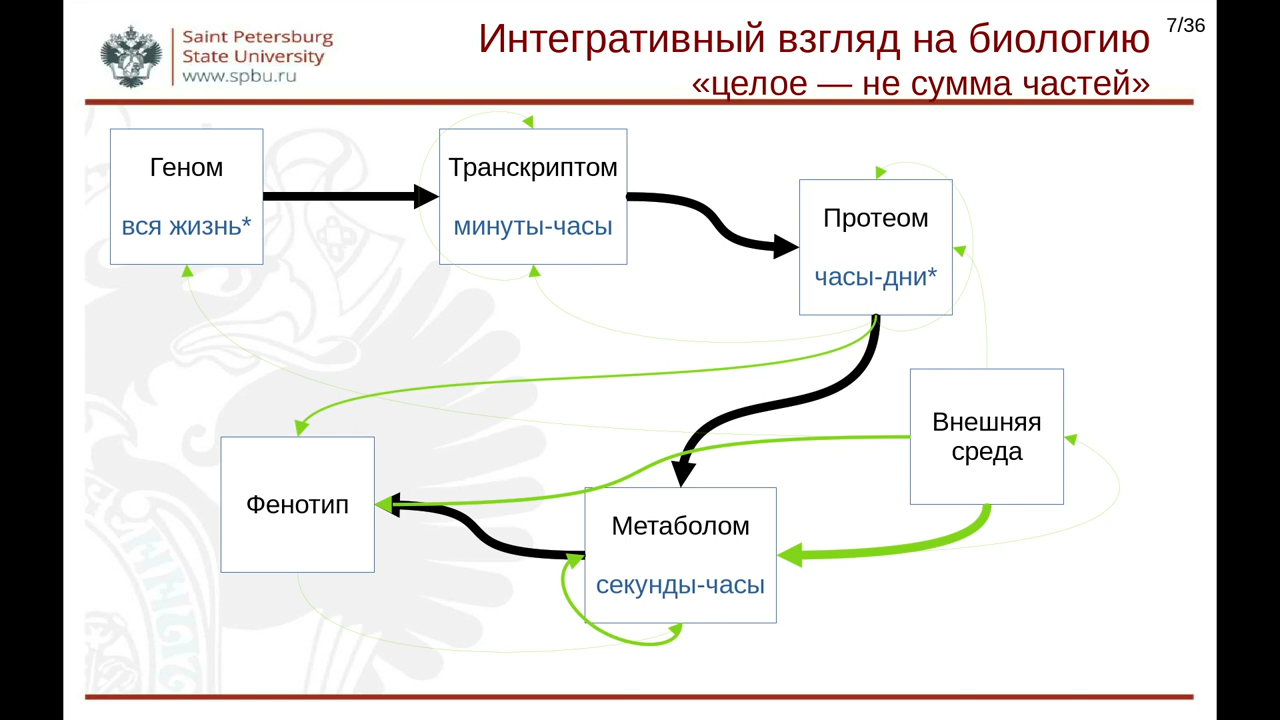 Saint Petersburg
State University
www.spbu.ru
Интегративный взгляд на биологию
«целое — не сумма частей»
7/36
Геном
вся жизнь*
Транскриптом
минуты-часы
Протеом
часы-дни*
Внешняя
среда
Фенотип
Метаболом
секунды-часы